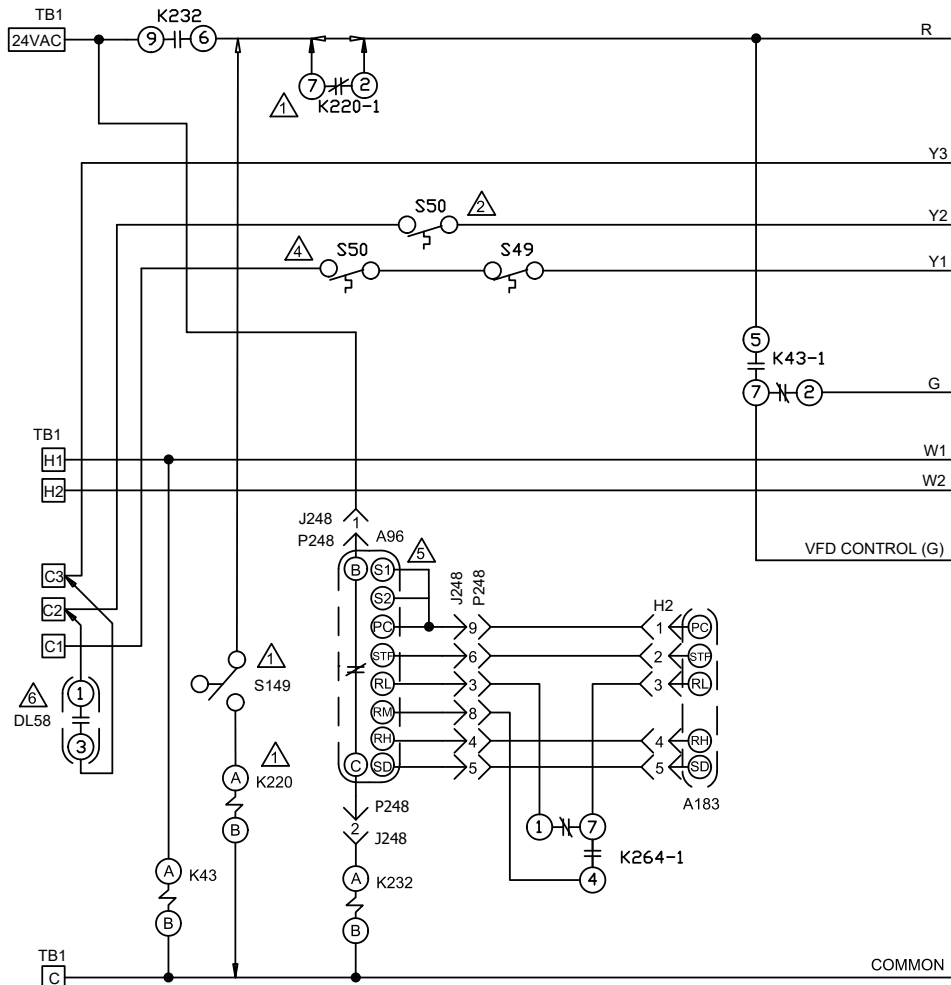 TB1
K232
24VAC
9
6
R
7
2
1
K220-1
Y3
S50
2
Y2
4
S50
S49
Y1
5
K43-1
7
2
G
TB1
H1
W1
H2
W2
J248
1
P248
A96
VFD CONTROL (G)
5
B
S1
J248
P248
C3
S2
H2
C2
PC
9
1
PC
C1
STF
6
2
STF
1
S149
RL
3
3
RL
6
DL58
1
RM
8
3
RH
4
4
RH
C
SD
5
5
SD
A183
1
A
K220
P248
2
J248
B
1
7
K264-1
4
A
K43
A
K232
B
B
TB1
C
COMMON